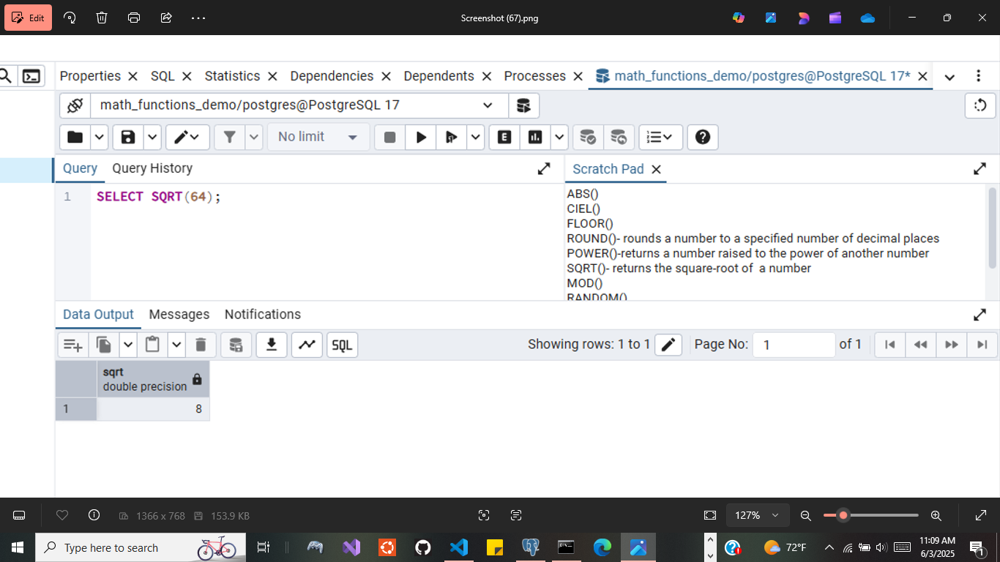 Edit
Screenshot (67).png
Properties SQL Statistics Dependencies Dependents Processes math_functions_demo/postgres@PostgreSQL 17*
math_functions_demo/postgres@PostgreSQL 17
No limit
E
Query Query History
Scratch Pad
1 SELECT SQRT(64);
ABS()
CIEL()
FLOOR()
ROUND()- rounds a number to a specified number of decimal places
POWER()-returns a number raised to the power of another number
SQRT()- returns the square-root of  a number
MOD()
RANDOM()
Data Output Messages Notifications
SQL
Showing rows: 1 to 1
Page No: 1 of 1
sqrt
double precision
1 8
1366 x 768
153.9 KB
127%
Type here to search
72°F
11:09 AM
6/3/2025
1